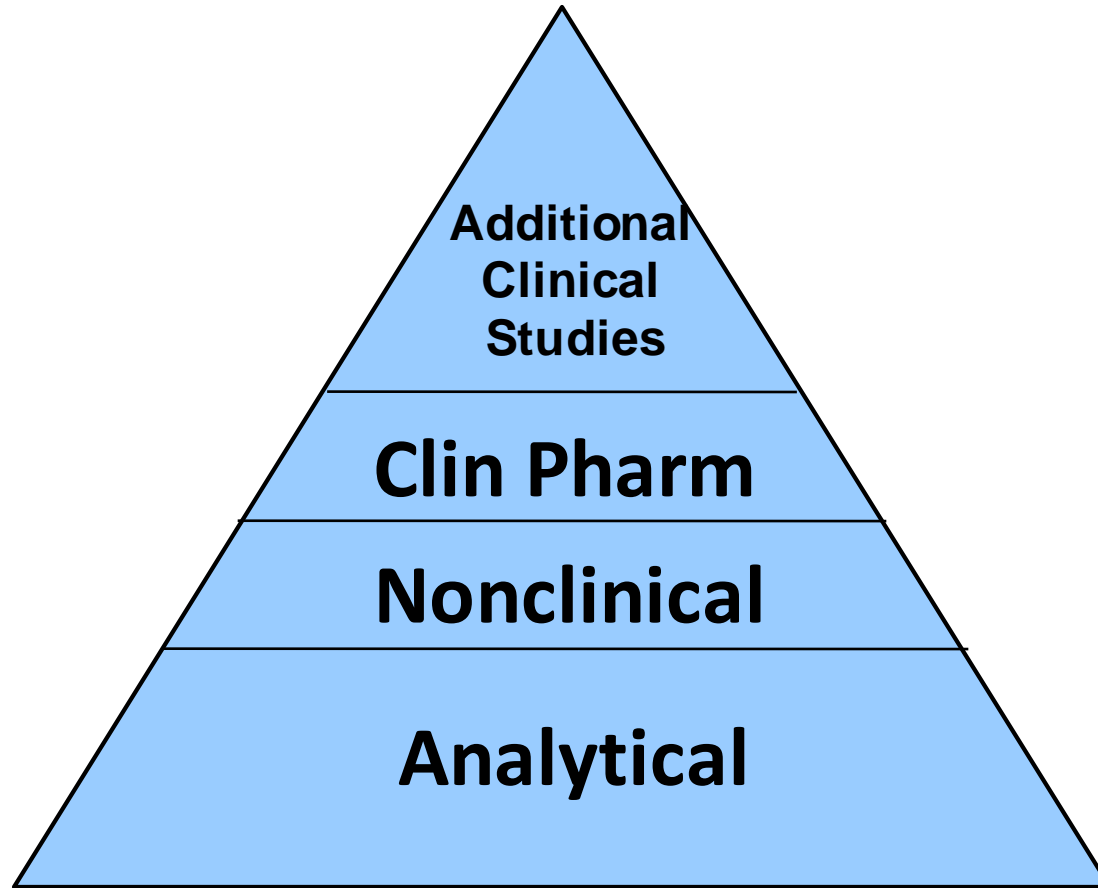 Additional
Clinical
Studies
Clin Pharm
Nonclinical
Analytical